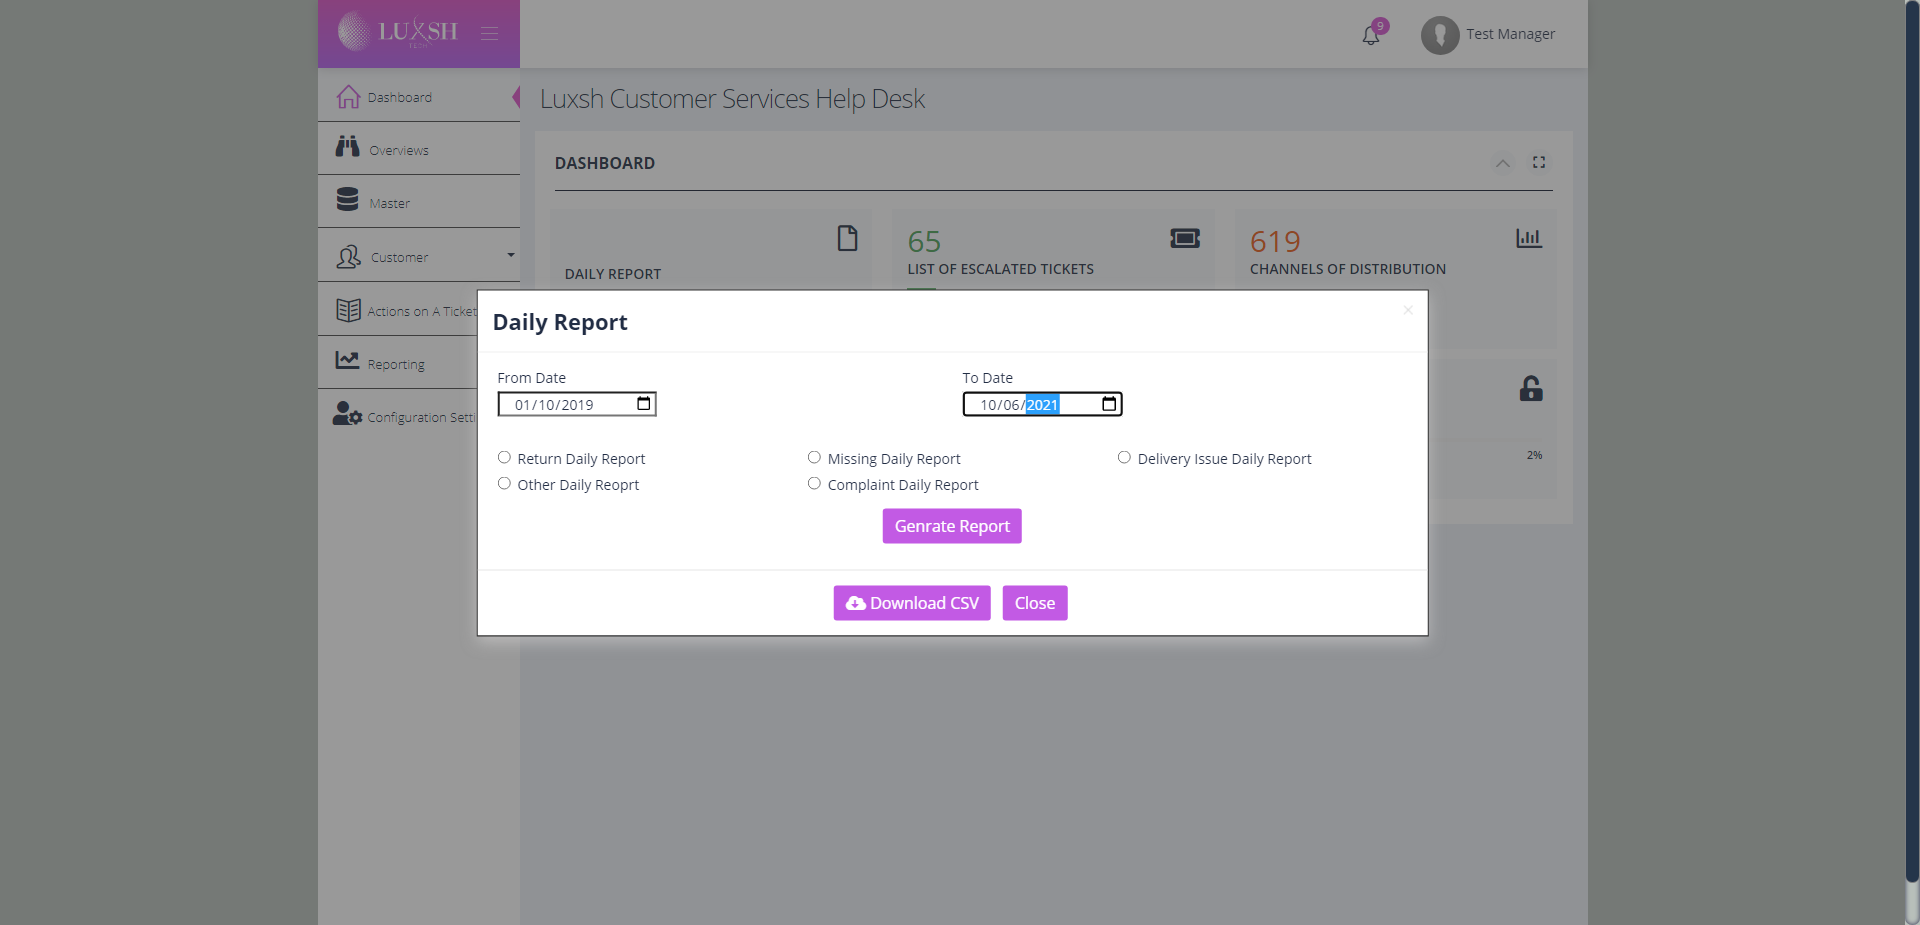 LUXSH
9
Test Manager
Dashboard
Overviews
Master
Customer
Actions on A Ticket
Reporting
Configuration Setti
Luxsh Customer Services Help Desk
DASHBOARD
DAILY REPORT
65
LIST OF ESCALATED TICKETS
619
CHANNELS OF DISTRIBUTION
2%
Daily Report
×
From Date
To Date
01/10/2019
10/06/2021
Return Daily Report
Missing Daily Report
Delivery Issue Daily Report
Other Daily Reoprt
Complaint Daily Report
Genrate Report
Download CSV
Close